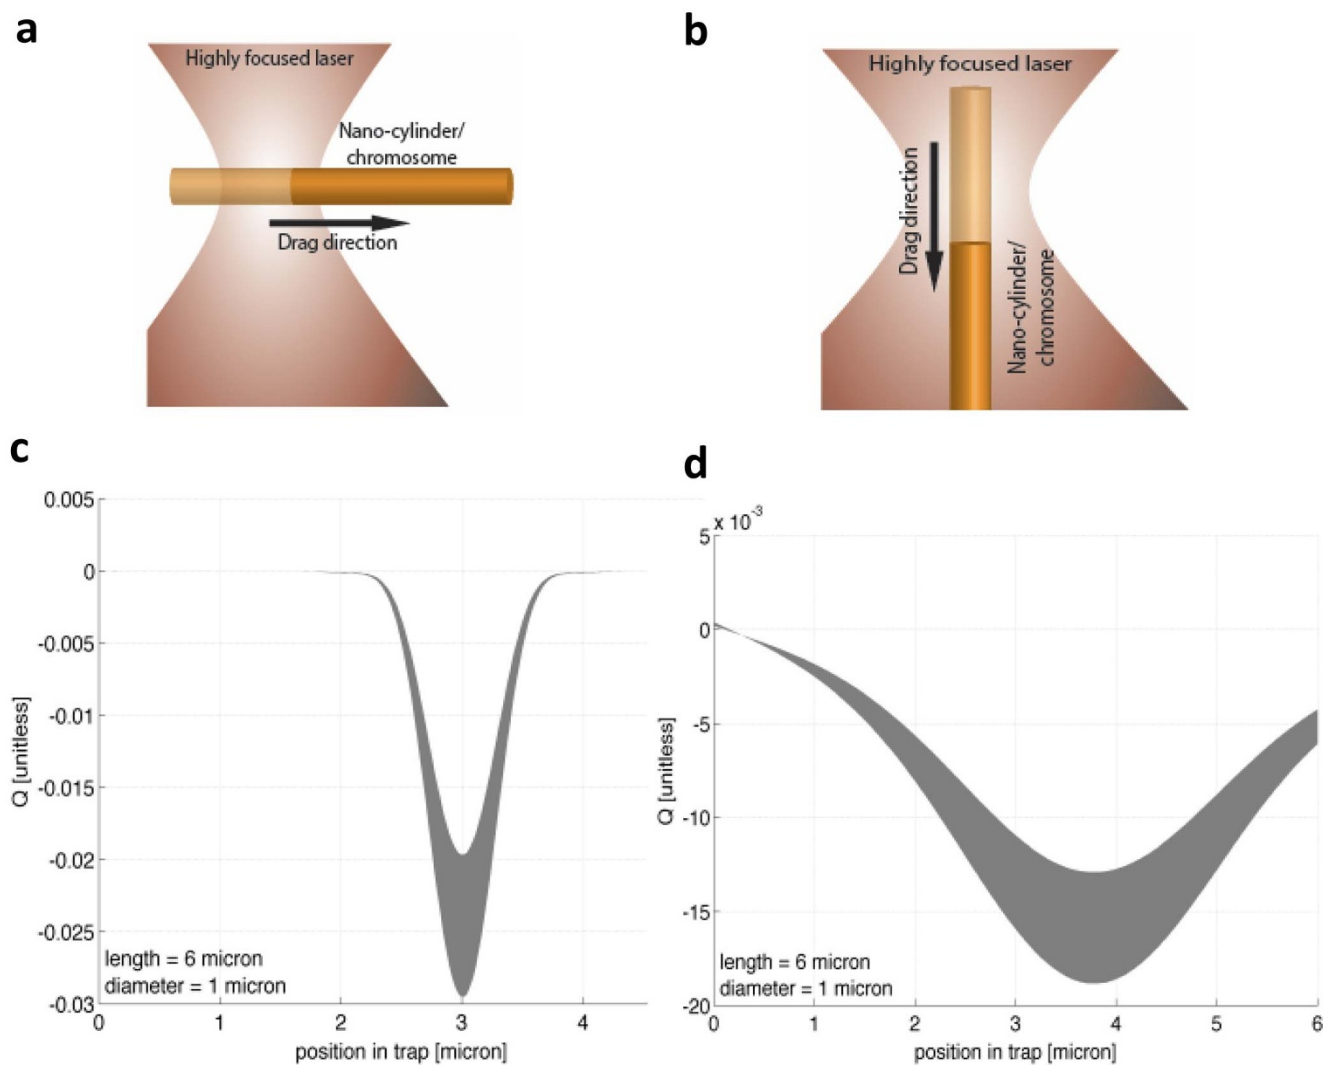 a
Highly focused laser
Nano-cylinder/
chromosome
Drag direction
b
Highly focused laser
Drag direction
Nano-cylinder/
chromosome
c
0.005
0
-0.005
-0.01
-0.015
-0.02
-0.025
-0.03
Q [unitless]
length = 6 micron
diameter = 1 micron
0 1 2 3 4
position in trap [micron]
d
x 10-3
5
0
-5
-10
-15
-20
Q [unitless]
length = 6 micron
diameter = 1 micron
0 1 2 3 4 5 6
position in trap [micron]